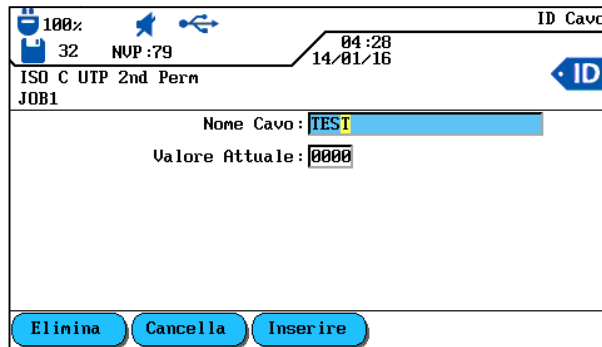 100% ID Cavo
32 NVP:79 04:28
14/01/16
ISO C UTP 2nd Perm ID
JOB1
Nome Cavo: TEST
Valore Attuale: 0000
Elimina Cancella Inserire